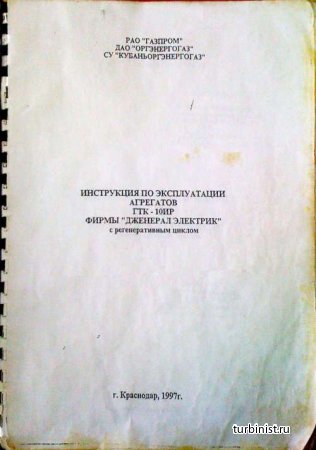 РАО "ГАЗПРОМ"
ДАО "ОРГЭНЕРГОГАЗ"
СУ "КУБАНЬОРГЭНЕРГОГАЗ"
ИНСТРУКЦИЯ ПО ЭКСПЛУАТАЦИИ
АГРЕГАТОВ
ГТК - 10ИР
ФИРМЫ "ДЖЕНЕРАЛ ЭЛЕКТРИК"
с регенеративным циклом
г. Краснодар, 1997г.
turbinist.ru